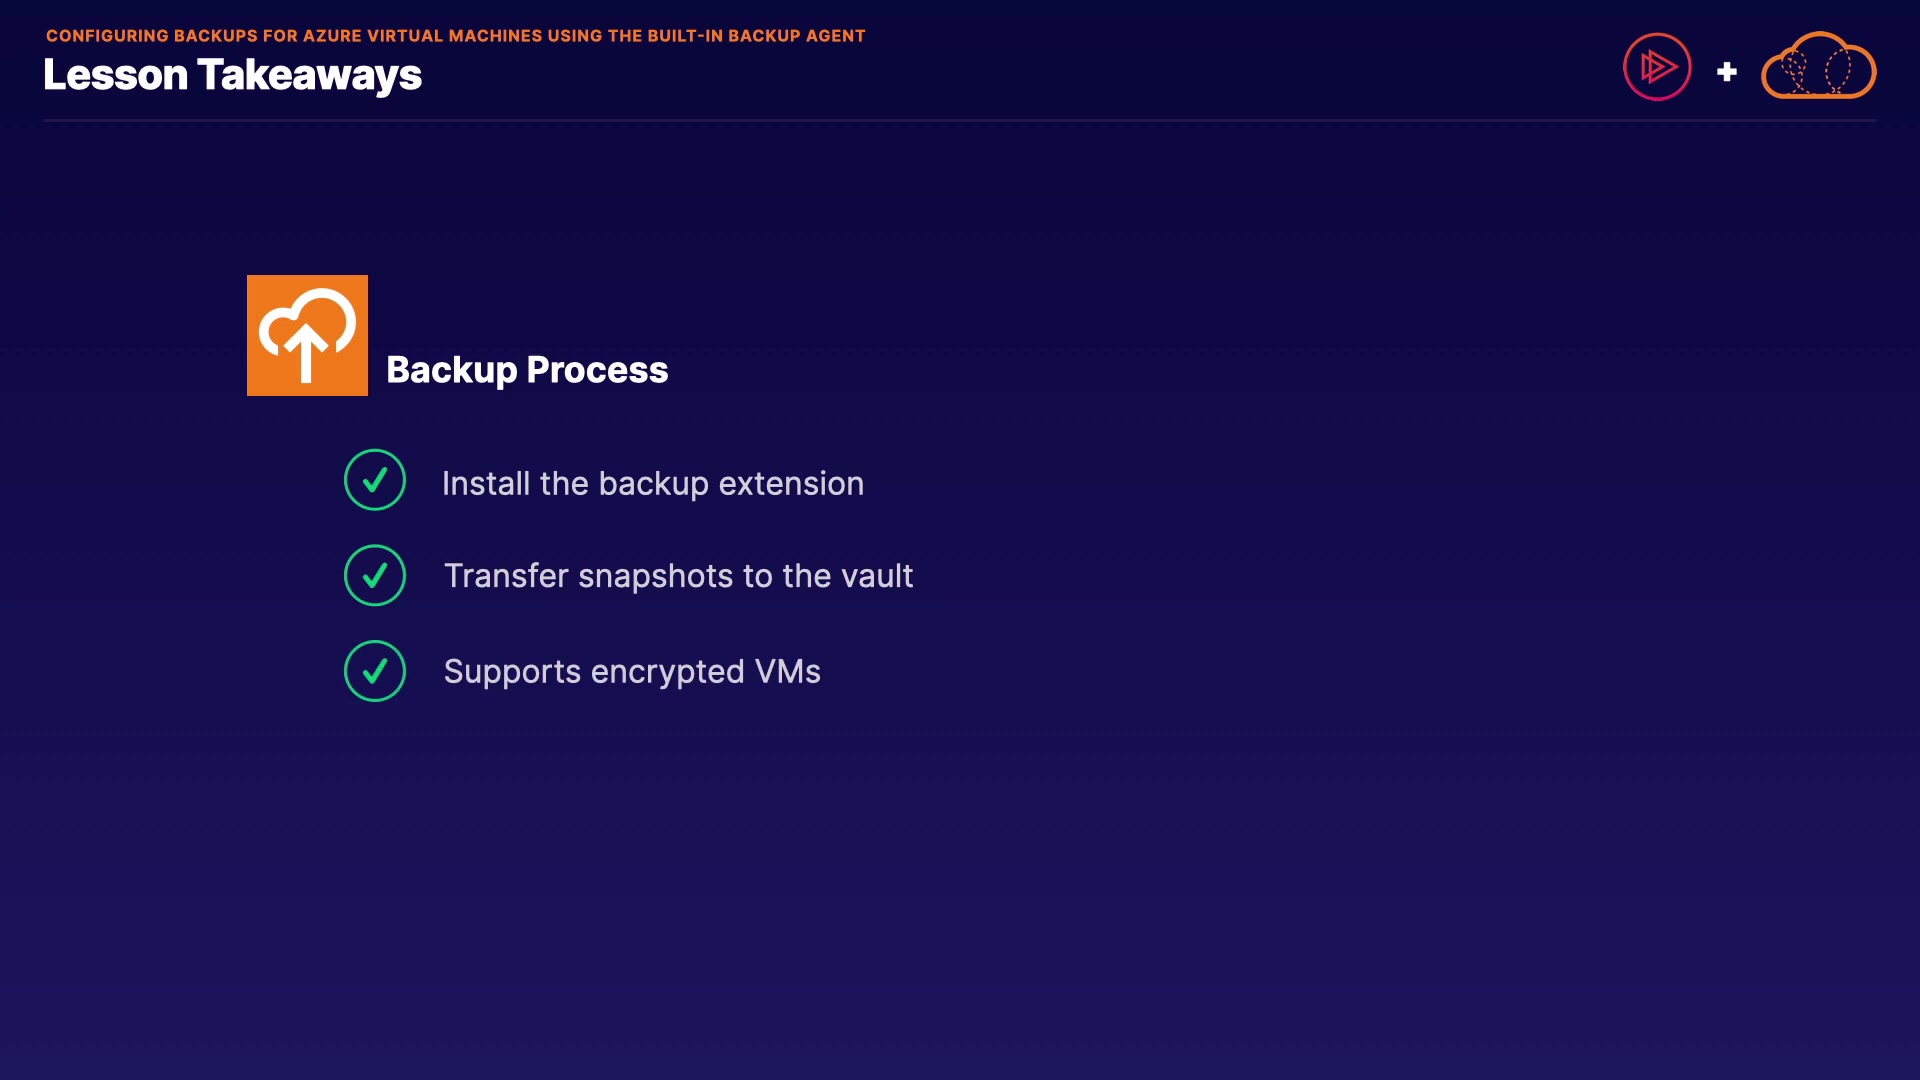 CONFIGURING BACKUPS FOR AZURE VIRTUAL MACHINES USING THE BUILT-IN BACKUP AGENT
Lesson Takeaways
Backup Process
Install the backup extension
Transfer snapshots to the vault
Supports encrypted VMs